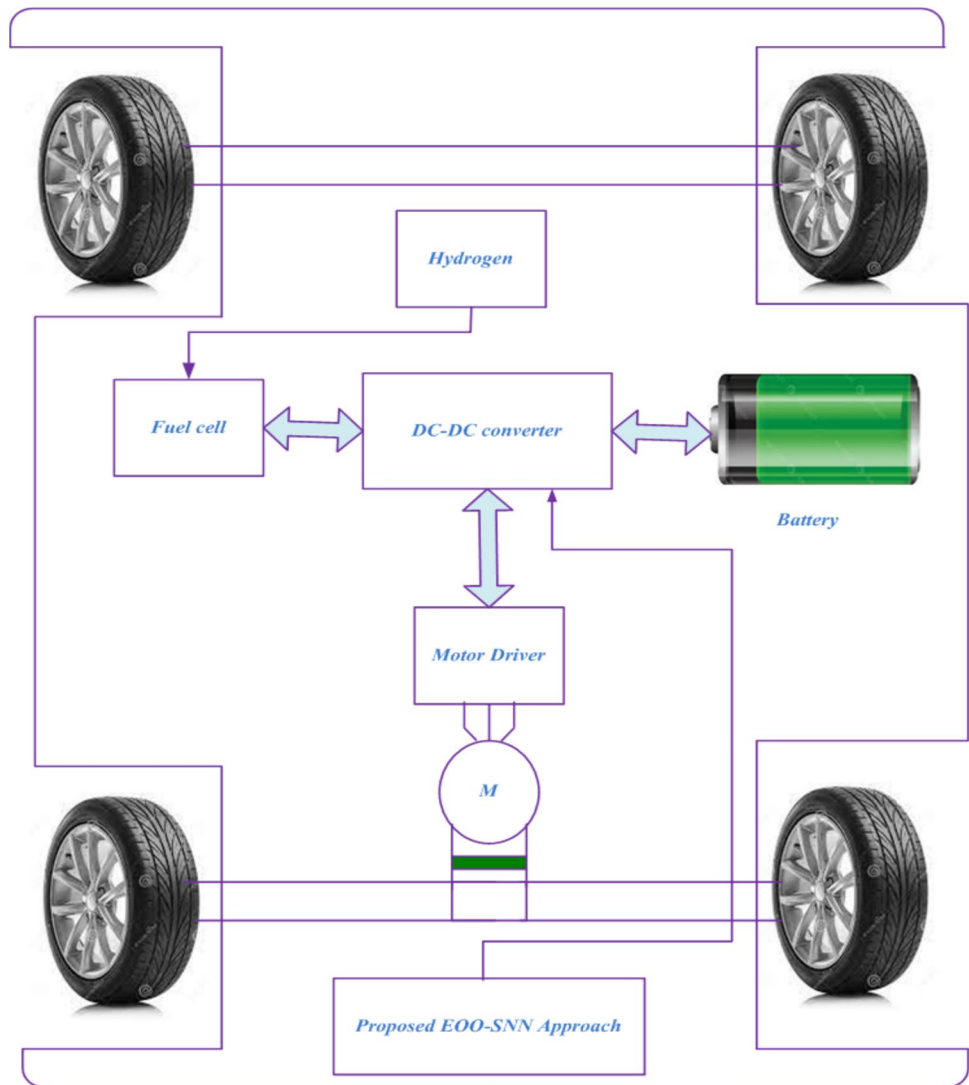 Hydrogen
Fuel cell
DC-DC converter
Battery
Motor Driver
M
Proposed EOO-SNN Approach